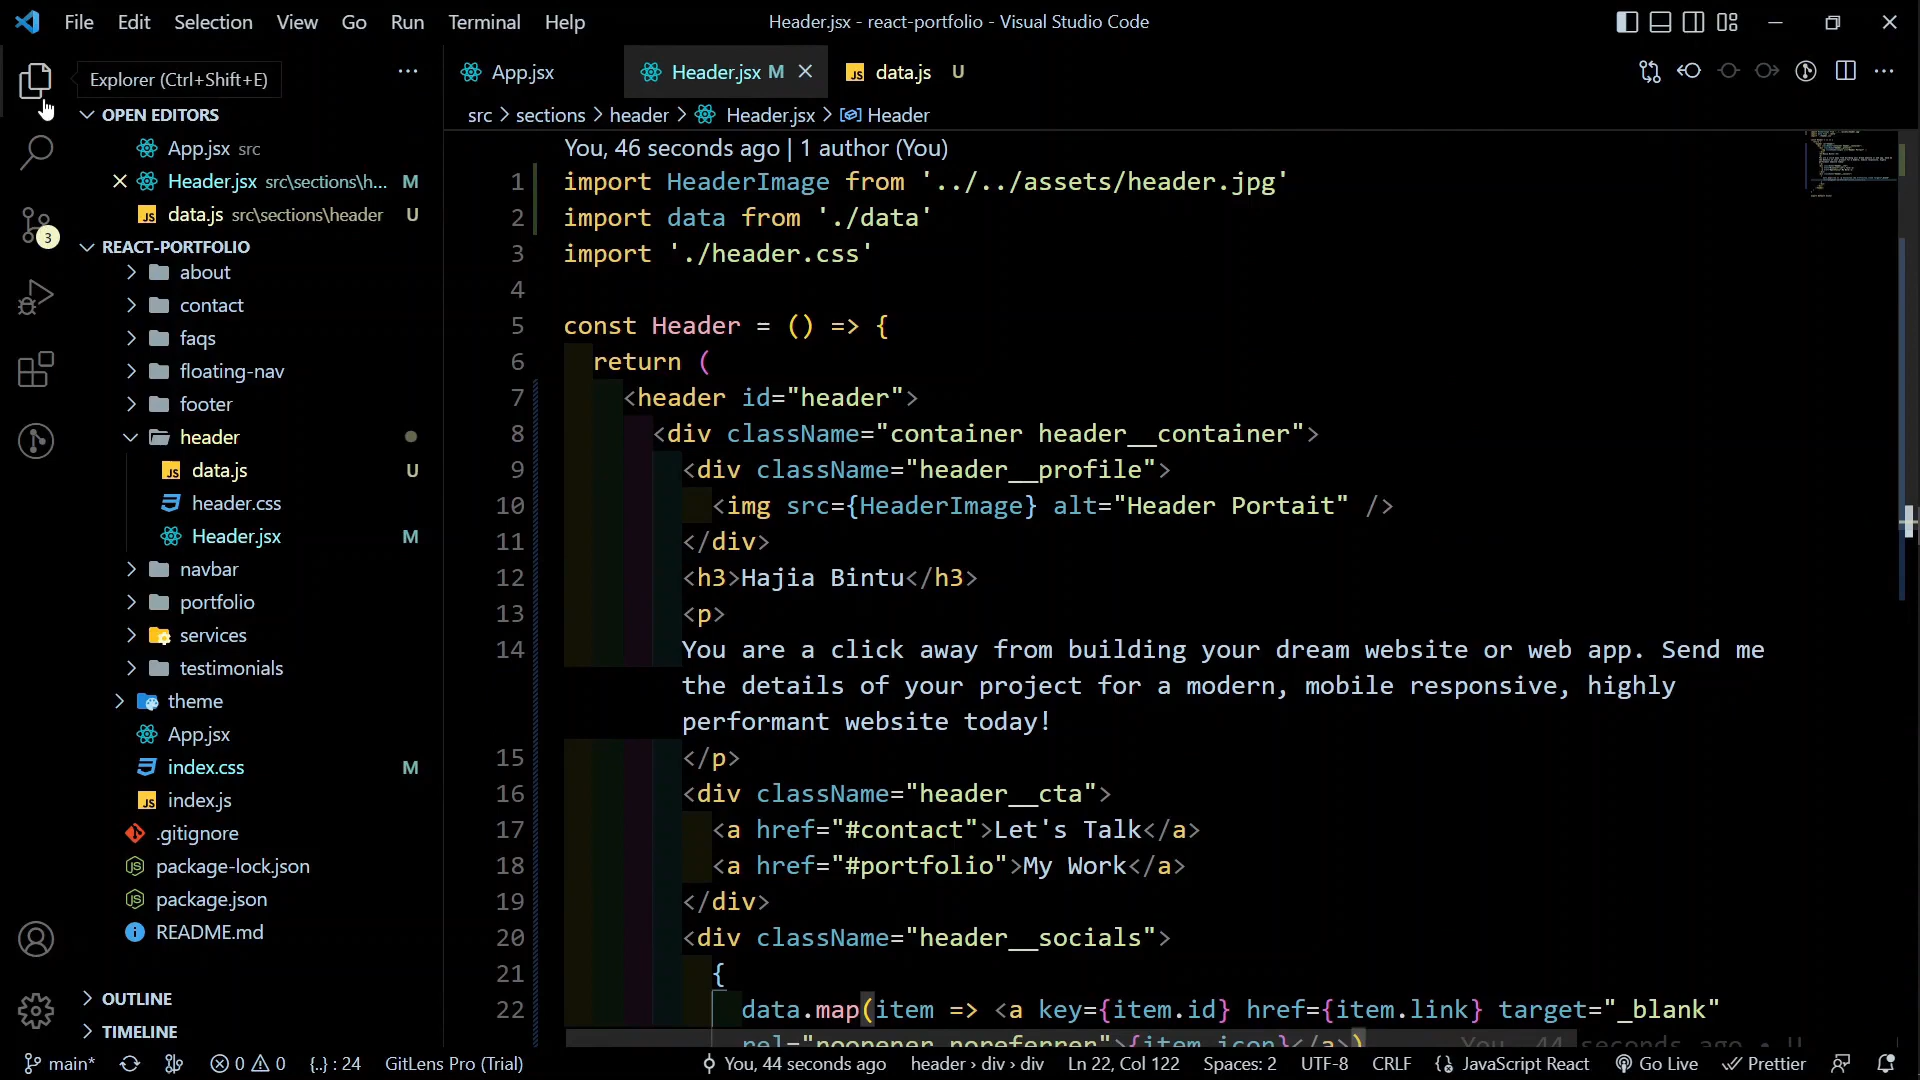 File Edit Selection View Go Run Terminal Help
Header.jsx - react-portfolio - Visual Studio Code
Explorer (Ctrl+Shift+E)
OPEN EDITORS
App.jsx src
Header.jsx src\sections\h... M
data.js src\sections\header U
3
REACT-PORTFOLIO
about
contact
faqs
floating-nav
footer
header
data.js U
header.css
Header.jsx M
navbar
portfolio
services
testimonials
theme
App.jsx
index.css M
index.js
.gitignore
package-lock.json
package.json
README.md
OUTLINE
TIMELINE
App.jsx
Header.jsx M
data.js U
src > sections > header > Header.jsx > Header
You, 46 seconds ago | 1 author (You)
1 import HeaderImage from '../../assets/header.jpg'
2 import data from './data'
3 import './header.css'
4
5 const Header = () => {
6 return (
7 <header id="header">
8 <div className="container header__container">
9 <div className="header__profile">
10 <img src={HeaderImage} alt="Header Portait" />
11 </div>
12 <h3>Hajia Bintu</h3>
13 <p>
14 You are a click away from building your dream website or web app. Send me
the details of your project for a modern, mobile responsive, highly
performant website today!
15 </p>
16 <div className="header__cta">
17 <a href="#contact">Let's Talk</a>
18 <a href="#portfolio">My Work</a>
19 </div>
20 <div className="header__socials">
21 {
22 data.map(item => <a key={item.id} href={item.link} target="_blank"
rel="noopener noreferrer">{item.icon}</a>) You, 44 seconds ago • U
main* 0 0 {..} : 24 GitLens Pro (Trial) You, 44 seconds ago header › div › div Ln 22, Col 122 Spaces: 2 UTF-8 CRLF JavaScript React Go Live Prettier